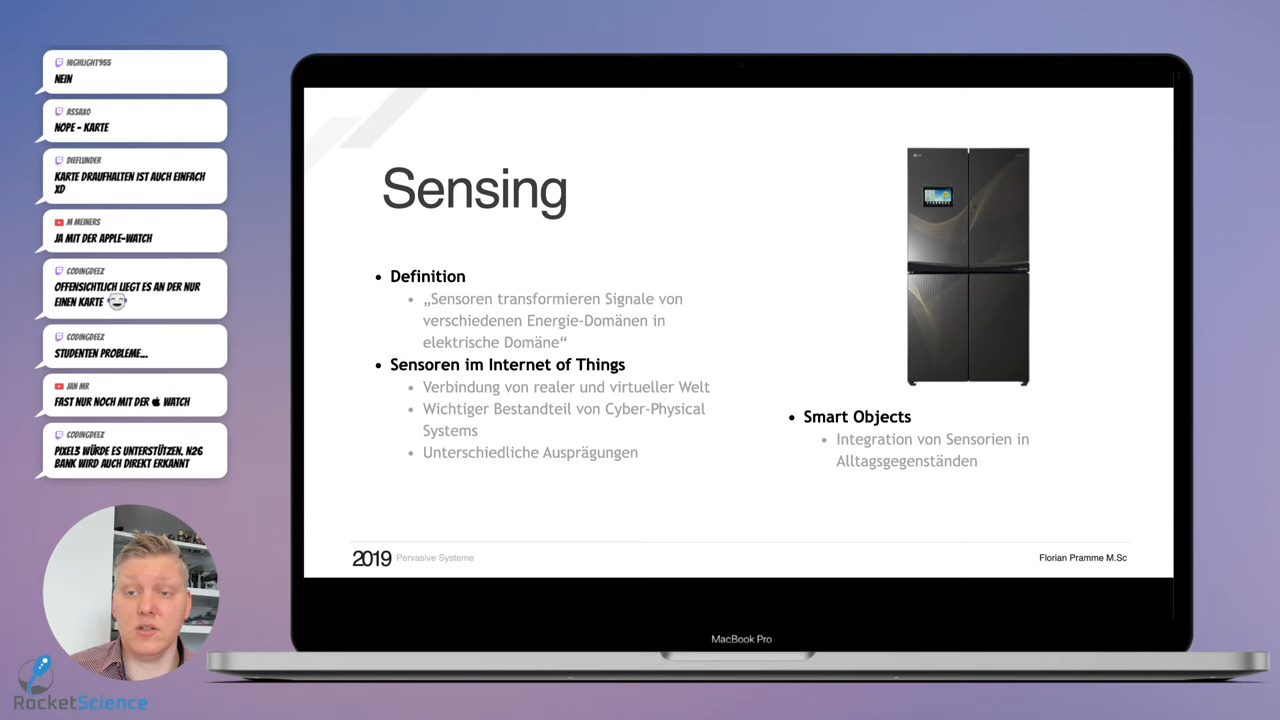 HIGHLIGHT955
NEIN
ASSAXO
NOPE - KARTE
DIEFLUNDER
KARTE DRAUFHALTEN IST AUCH EINFACH
XD
M MEINERS
JA MIT DER APPLE-WATCH
CODINGDEEZ
OFFENSICHTLICH LIEGT ES AN DER NUR
EINEN KARTE
CODINGDEEZ
STUDENTEN PROBLEME...
JAN MR
FAST NUR NOCH MIT DER WATCH
CODINGDEEZ
PIXEL3 WÜRDE ES UNTERSTÜTZEN. N26
BANK WIRD AUCH DIREKT ERKANNT
RocketScience
Sensing
• Definition
• „Sensoren transformieren Signale von
verschiedenen Energie-Domänen in
elektrische Domäne“
• Sensoren im Internet of Things
• Verbindung von realer und virtueller Welt
• Wichtiger Bestandteil von Cyber-Physical
Systems
• Unterschiedliche Ausprägungen
LG
• Smart Objects
• Integration von Sensorien in
Alltagsgegenständen
2019 Pervasive Systeme
Florian Pramme M.Sc
MacBook Pro